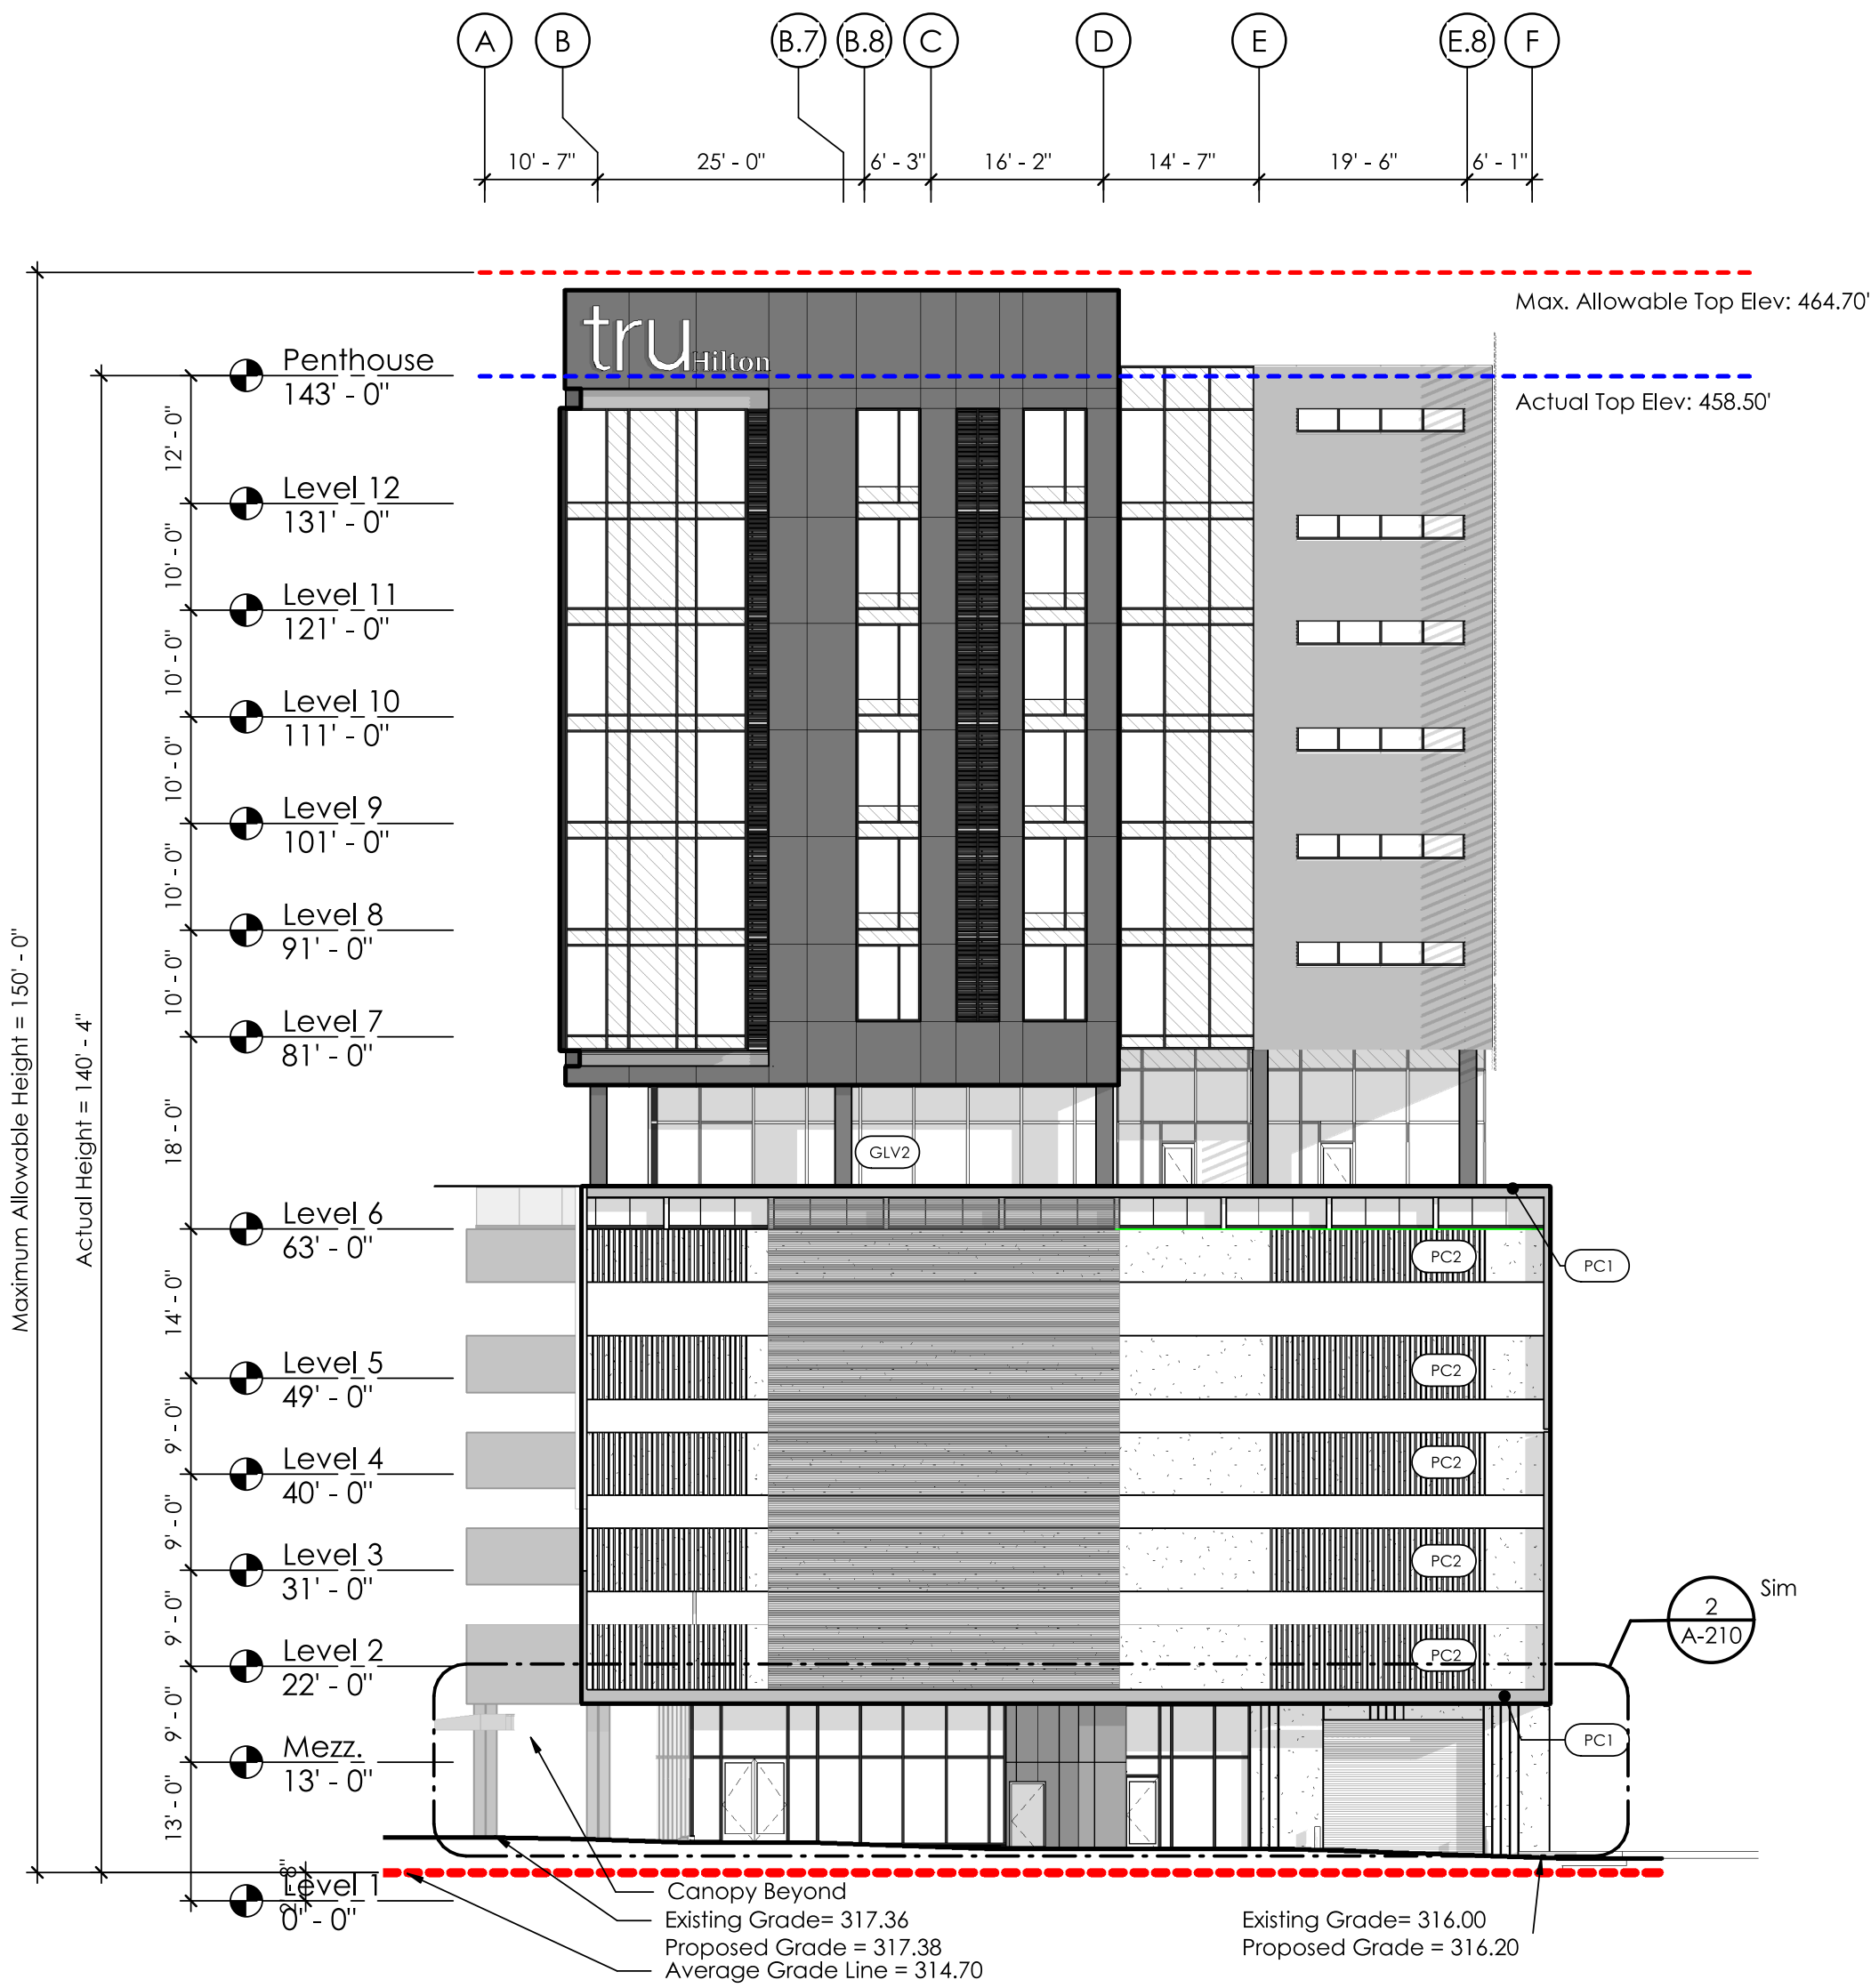 A B B.7 B.8 C D E E.8 F
10' - 7" 25' - 0" 6' - 3" 16' - 2" 14' - 7" 19' - 6" 6' - 1"
Max. Allowable Top Elev: 464.70'
tru Hilton
Penthouse
143' - 0"
Actual Top Elev: 458.50'
12' - 0"
Level 12
131' - 0"
10' - 0"
Level 11
121' - 0"
10' - 0"
Level 10
111' - 0"
10' - 0"
Level 9
101' - 0"
10' - 0"
Level 8
91' - 0"
10' - 0"
Level 7
81' - 0"
Maximum Allowable Height = 150' - 0"
Actual Height = 140' - 4"
18' - 0"
GLV2
Level 6
63' - 0"
PC2
PC1
14' - 0"
Level 5
49' - 0"
PC2
9' - 0"
Level 4
40' - 0"
PC2
9' - 0"
Level 3
31' - 0"
PC2
Sim
2
A-210
9' - 0"
Level 2
22' - 0"
PC2
9' - 0"
PC1
Mezz.
13' - 0"
13' - 0"
2' - 8"
Level 1
0' - 0"
Canopy Beyond
Existing Grade= 317.36
Proposed Grade = 317.38
Average Grade Line = 314.70
Existing Grade= 316.00
Proposed Grade = 316.20